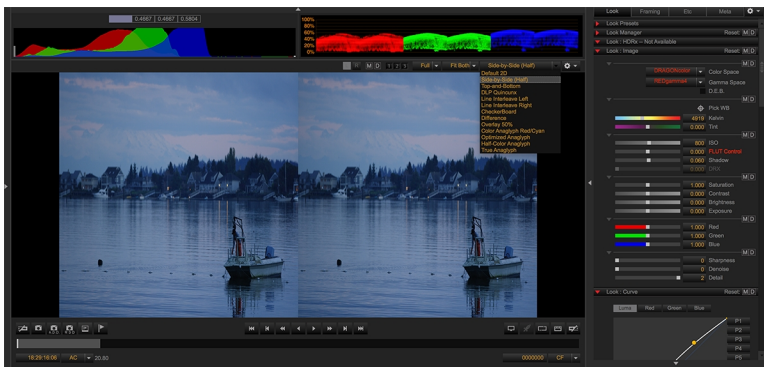 0.4667 0.4667 0.5804
100%
80%
60%
40%
20%
0%
M D 1 2 3 Full Fit Both Side-by-Side (Half)
Default 2D
Side-by-Side (Half)
Top-and-Bottom
DLP Quincunx
Line Interleave Left
Line Interleave Right
CheckerBoard
Difference
Overlay 50%
Color Anaglyph Red/Cyan
Optimized Anaglyph
Half-Color Anaglyph
True Anaglyph
18:29:16:06 AC 20.80 0000000 CF
Look Framing Etc. Meta
Look Presets
Look Manager Reset: M D
Look : HDRx -- Not Available
Look : Image Reset: M D
M D
Color Space
REDgamma3 Gamma Space
D.E.B.
M D
Pick WB
4919 Kelvin
0.000 Tint
M D
800 ISO
0.000 FLUT Control
0.060 Shadow
0.000 DRX
M D
1.000 Saturation
0.000 Contrast
0.000 Brightness
0.000 Exposure
M D
1.000 Red
1.000 Green
1.000 Blue
M D
0 Sharpness
0 Denoise
2 Detail
Look : Curve Reset: M D
Luma Red Green Blue
P1
P2
P3
P4
P5